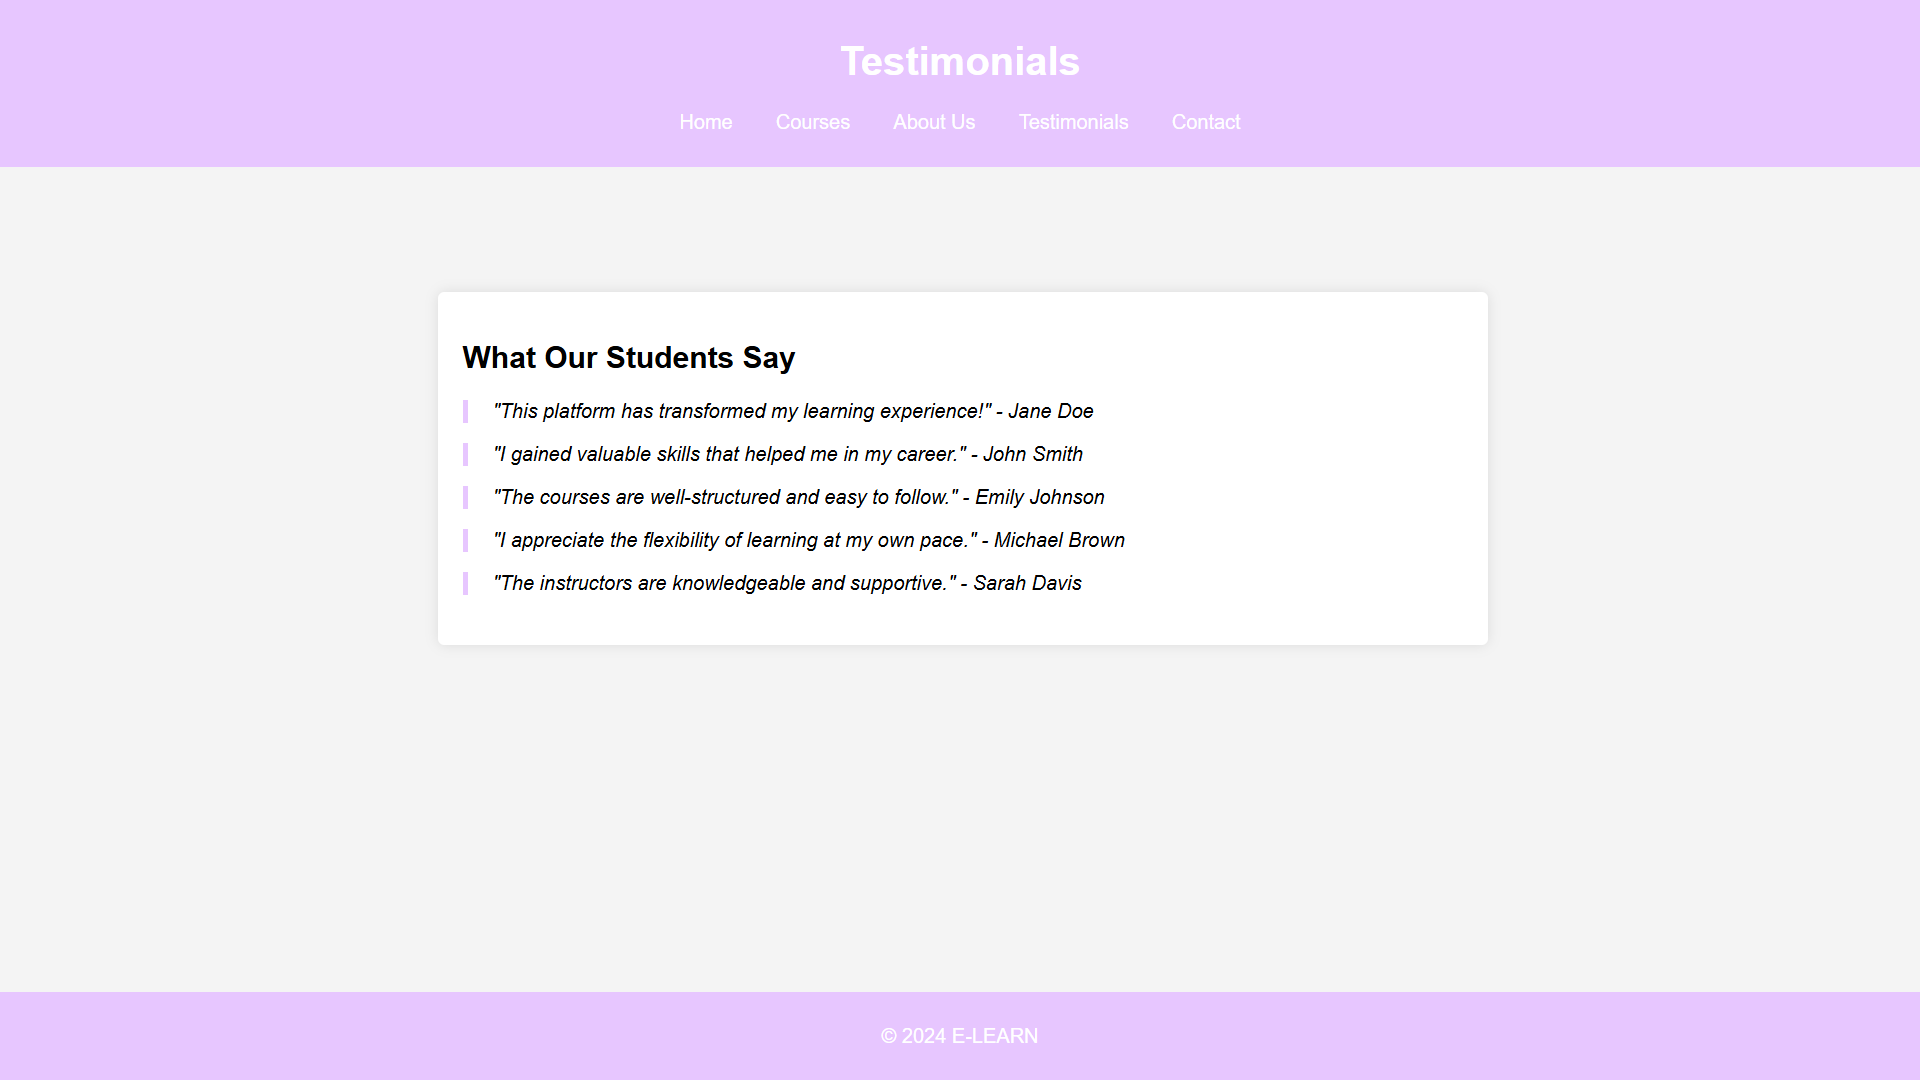 Testimonials
Home Courses About Us Testimonials Contact
What Our Students Say
"This platform has transformed my learning experience!" - Jane Doe
"I gained valuable skills that helped me in my career." - John Smith
"The courses are well-structured and easy to follow." - Emily Johnson
"I appreciate the flexibility of learning at my own pace." - Michael Brown
"The instructors are knowledgeable and supportive." - Sarah Davis
© 2024 E-LEARN